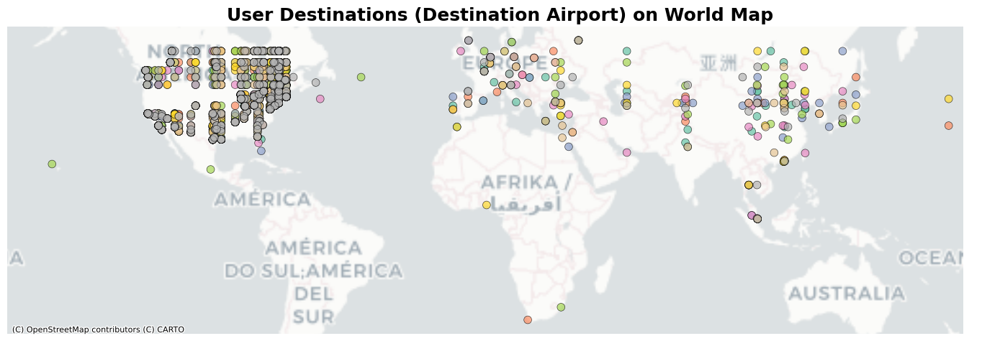 User Destinations (Destination Airport) on World Map
NORTH
EUROPE
亚洲
AFRIKA /
أفريقيا
AMÉRICA
AMÉRICA
DO SUL;AMÉRICA
DEL
SUR
A
OCEAN
AUSTRALIA
(C) OpenStreetMap contributors (C) CARTO